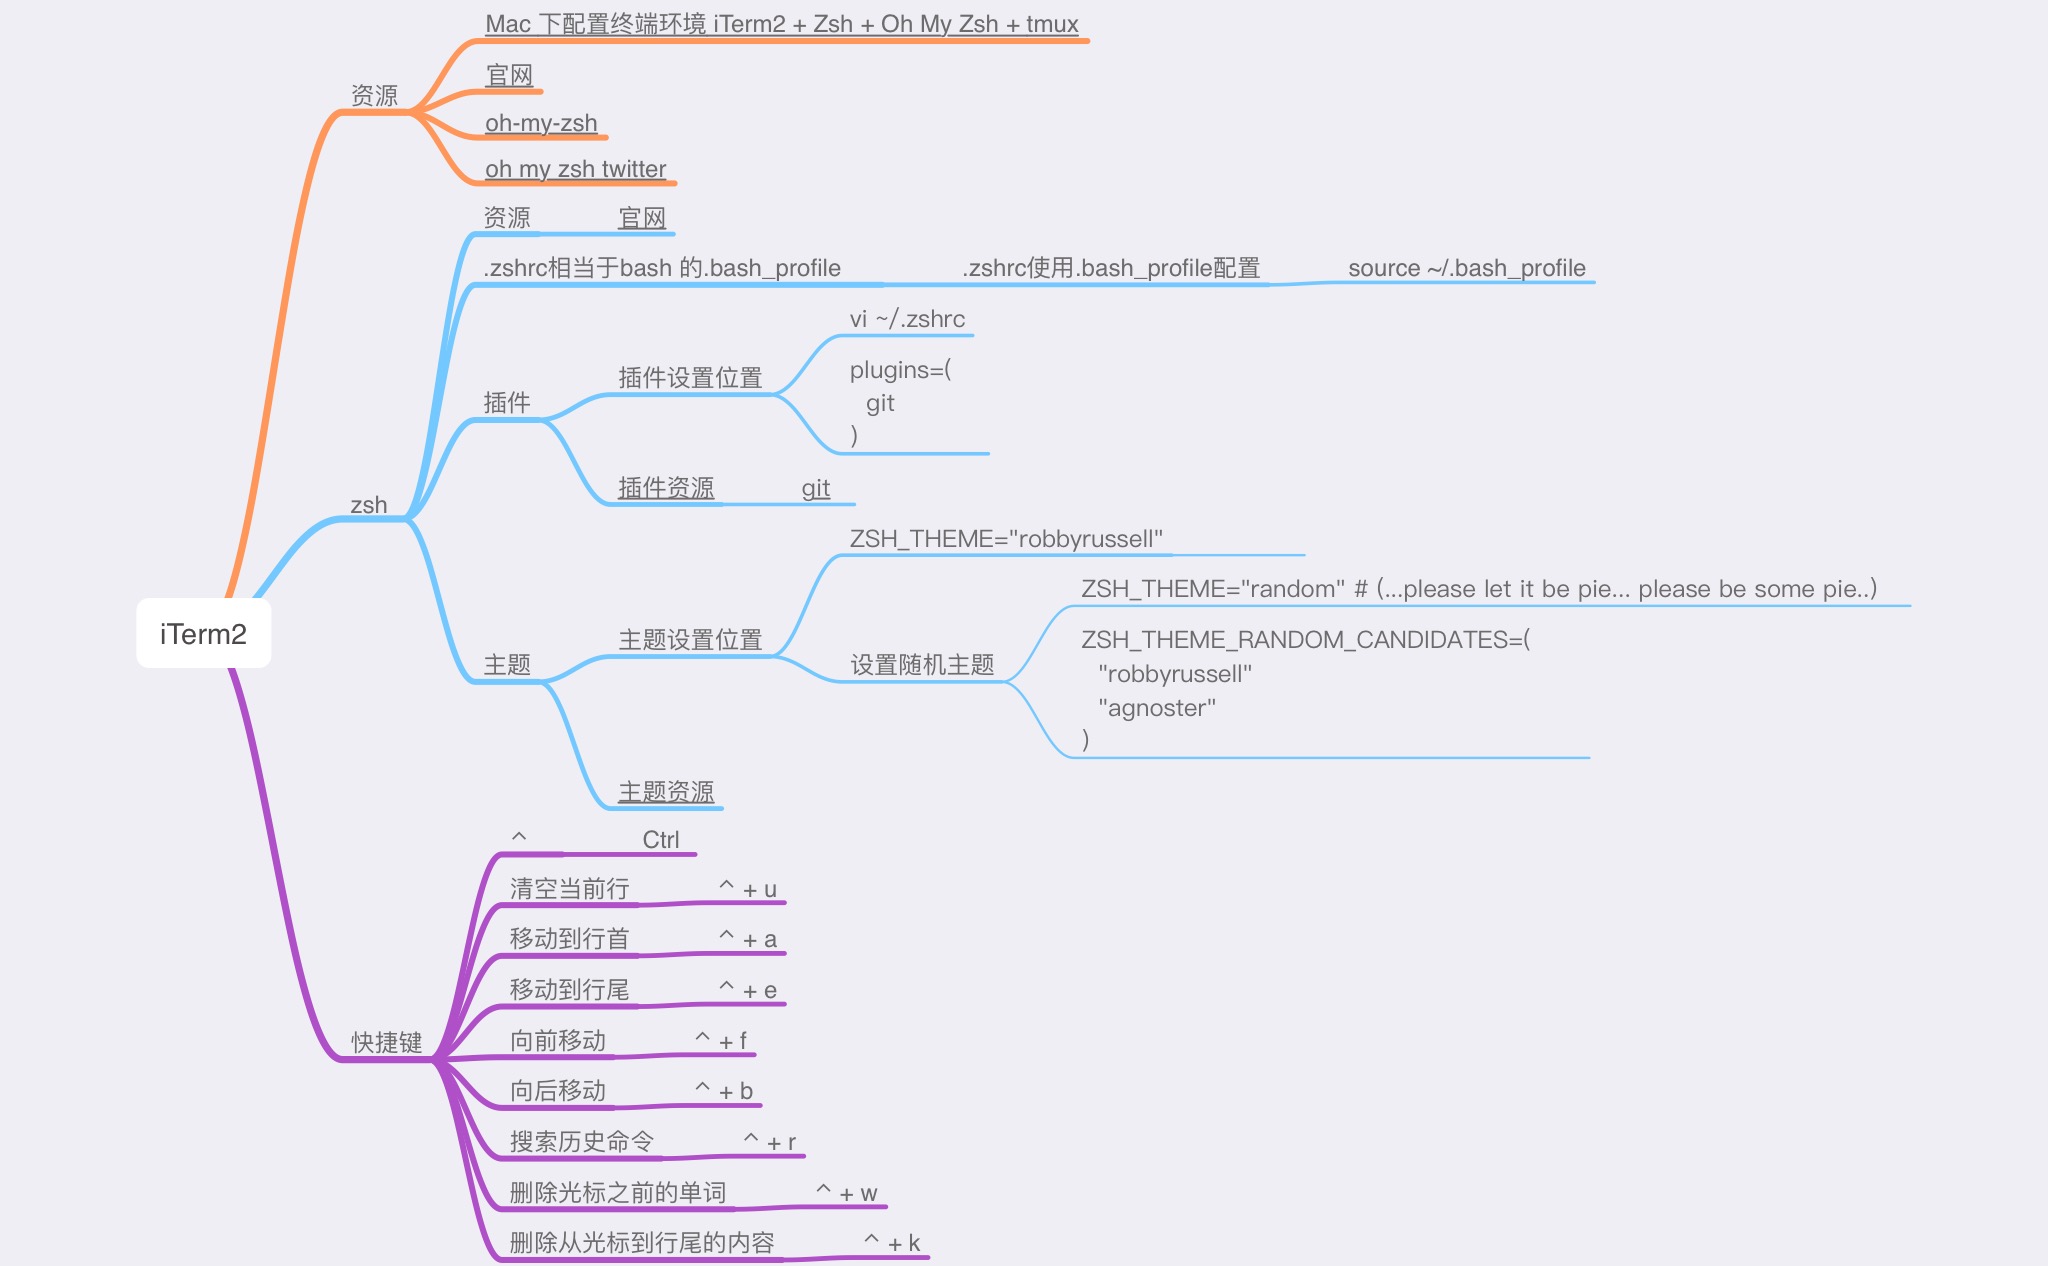 Mac 下配置终端环境 iTerm2 + Zsh + Oh My Zsh + tmux
官网
资源
oh-my-zsh
oh my zsh twitter
资源
官网
.zshrc相当于bash 的.bash_profile
.zshrc使用.bash_profile配置
source ~/.bash_profile
vi ~/.zshrc
插件设置位置
plugins=(
git
)
插件
插件资源
git
zsh
ZSH_THEME="robbyrussell"
主题设置位置
ZSH_THEME="random" # (...please let it be pie... please be some pie..)
设置随机主题
ZSH_THEME_RANDOM_CANDIDATES=(
"robbyrussell"
"agnoster"
)
主题
主题资源
iTerm2
^
Ctrl
清空当前行
^ + u
移动到行首
^ + a
移动到行尾
^ + e
快捷键
向前移动
^ + f
向后移动
^ + b
搜索历史命令
^ + r
删除光标之前的单词
^ + w
删除从光标到行尾的内容
^ + k